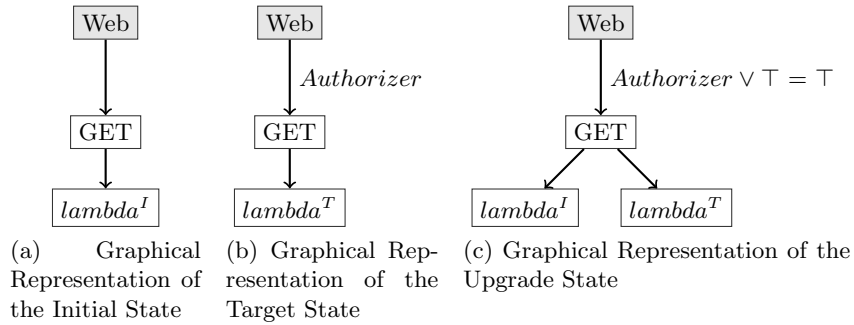 Web
GET
lambda^I
(a) Graphical
Representation of
the Initial State
Web
Authorizer
GET
lambda^T
(b) Graphical Rep-
resentation of the
Target State
Web
Authorizer ∨ ⊤ = ⊤
GET
lambda^I lambda^T
(c) Graphical Representation of the
Upgrade State